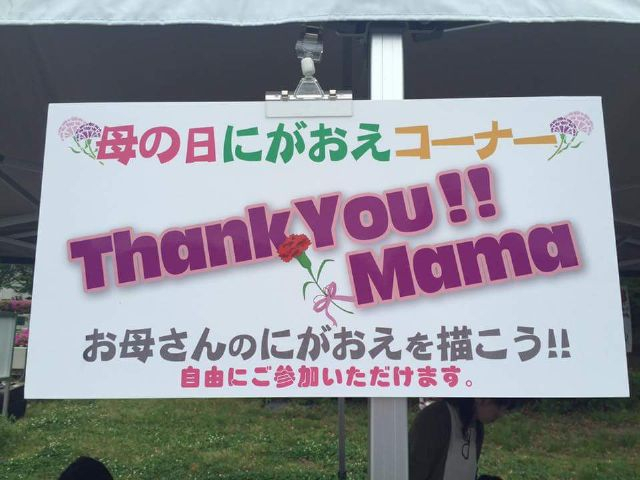 母の日にがおえコーナー
Thank You!!
Mama
お母さんのにがおえを描こう!!
自由にご参加いただけます。